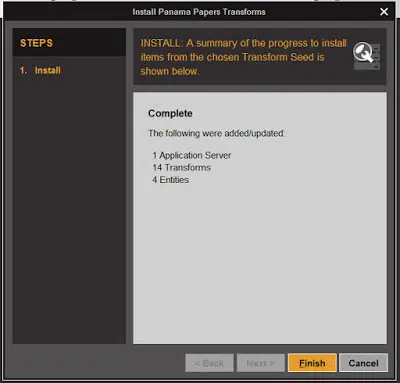 Install Panama Papers Transforms
STEPS
1. Install
INSTALL: A summary of the progress to install
items from the chosen Transform Seed is
shown below.
Complete
The following were added/updated:
1 Application Server
14 Transforms
4 Entities
< Back
Next >
Finish
Cancel